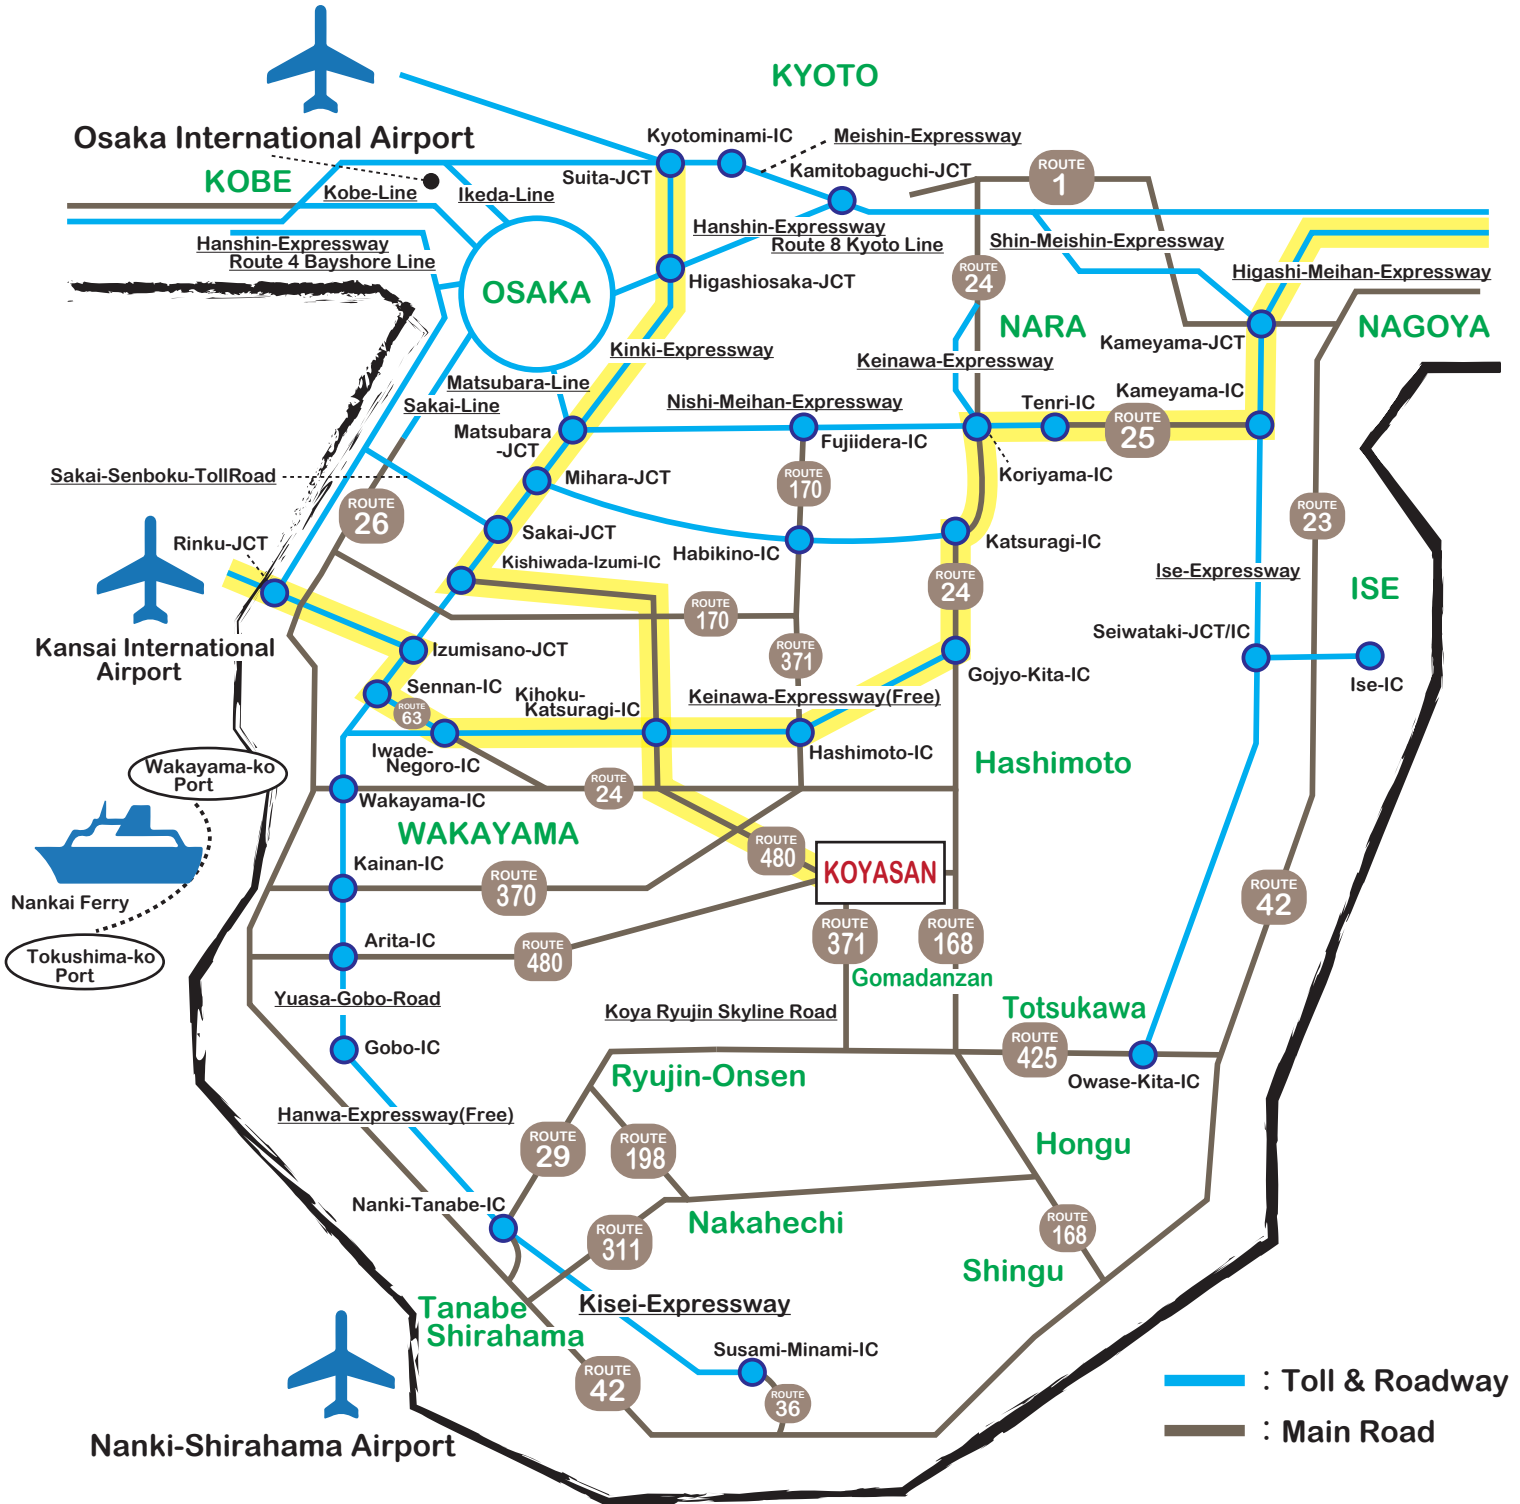 KYOTO
Osaka International Airport
Kyotominami-IC
Meishin-Expressway
Kamitobaguchi-JCT
ROUTE
1
KOBE
Suita-JCT
Kobe-Line
Ikeda-Line
Hanshin-Expressway
Route 8 Kyoto Line
Shin-Meishin-Expressway
Hanshin-Expressway
Route 4 Bayshore Line
ROUTE
24
Higashi-Meihan-Expressway
OSAKA
Higashiosaka-JCT
NARA
NAGOYA
Kameyama-JCT
Kinki-Expressway
Keinawa-Expressway
Matsubara-Line
Kameyama-IC
Sakai-Line
Nishi-Meihan-Expressway
Tenri-IC
ROUTE
25
Matsubara
-JCT
Fujiidera-IC
Koriyama-IC
Sakai-Senboku-TollRoad
Mihara-JCT
ROUTE
170
ROUTE
26
ROUTE
23
Rinku-JCT
Sakai-JCT
Kishiwada-Izumi-IC
Habikino-IC
Katsuragi-IC
Ise-Expressway
ROUTE
24
ISE
ROUTE
170
Kansai International
Airport
Izumisano-JCT
ROUTE
371
Seiwataki-JCT/IC
Gojyo-Kita-IC
Ise-IC
Sennan-IC
Kihoku-
Katsuragi-IC
Keinawa-Expressway(Free)
ROUTE
63
Iwade-
Negoro-IC
Hashimoto-IC
Hashimoto
Wakayama-ko
Port
Wakayama-IC
ROUTE
24
WAKAYAMA
ROUTE
480
KOYASAN
Kainan-IC
ROUTE
370
Nankai Ferry
ROUTE
42
Tokushima-ko
Port
Arita-IC
ROUTE
480
ROUTE
371
ROUTE
168
Gomadanzan
Yuasa-Gobo-Road
Koya Ryujin Skyline Road
Totsukawa
Gobo-IC
ROUTE
425
Ryujin-Onsen
Owase-Kita-IC
Hanwa-Expressway(Free)
ROUTE
29
ROUTE
198
Hongu
Nanki-Tanabe-IC
Nakahechi
ROUTE
311
ROUTE
168
Shingu
Tanabe
Shirahama
Kisei-Expressway
Susami-Minami-IC
ROUTE
42
ROUTE
36
: Toll & Roadway
: Main Road
Nanki-Shirahama Airport